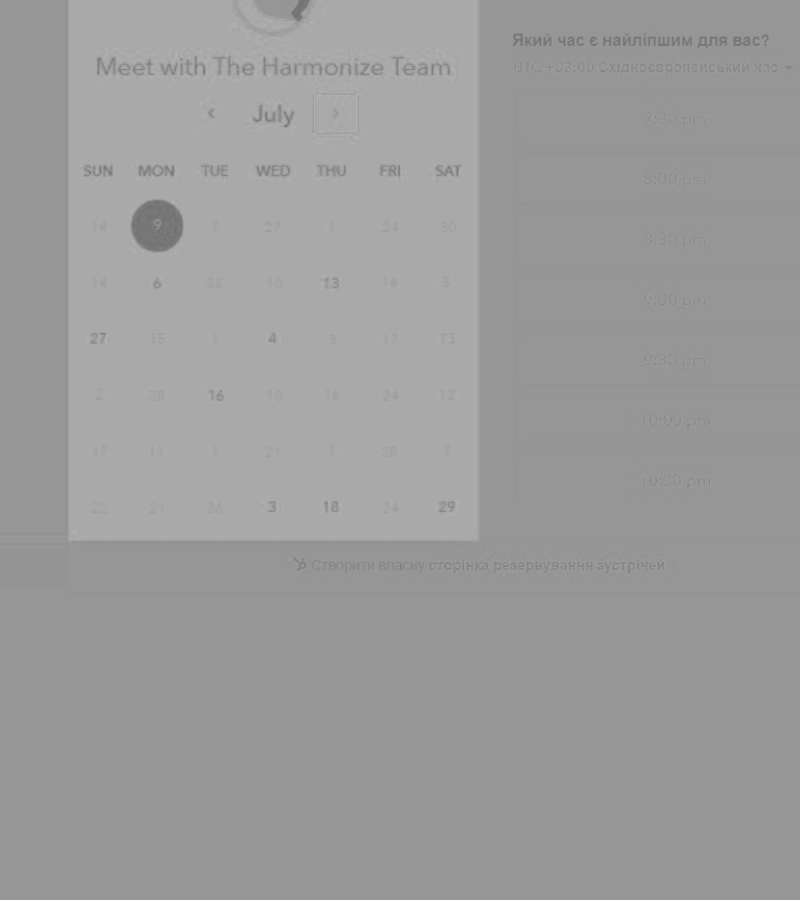 Meet with The Harmonize Team
July
SUN MON TUE WED THU FRI SAT
14 9 7 27 1 24 30
14 6 28 10 13 14 5
27 15 1 4 3 17 13
2 28 16 10 18 24 12
17 11 1 21 7 28 7
22 21 26 3 18 24 29
Який час є найліпшим для вас?
UTC +03:00 Східноєвропейський час
7:30 pm
8:00 pm
8:30 pm
9:00 pm
9:30 pm
10:00 pm
10:30 pm
Створити власну сторінка резервування зустрічей